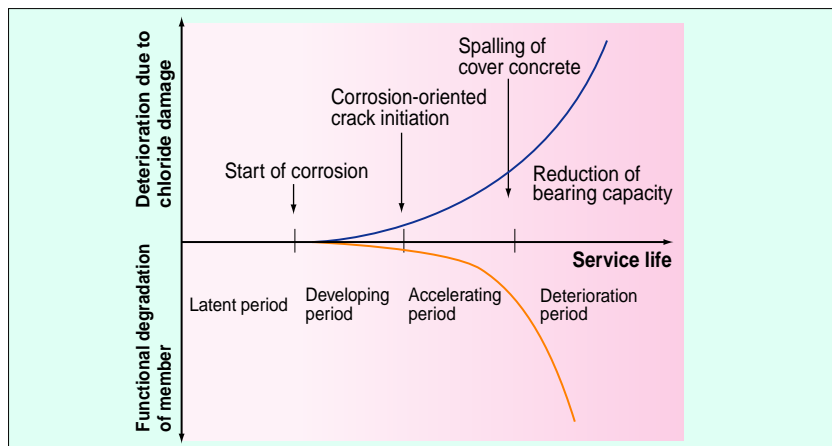 Deterioration due to
chloride damage
Spalling of
cover concrete
Corrosion-oriented
crack initiation
Start of corrosion
Reduction of
bearing capacity
Service life
Functional degradation
of member
Latent period
Developing
period
Accelerating
period
Deterioration
period